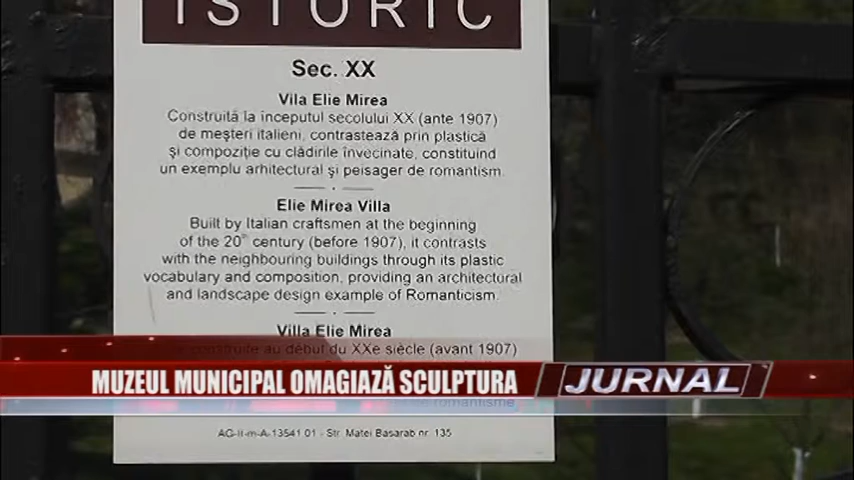 ISTORIC
Sec. XX
Vila Elie Mirea
Construită la începutul secolului XX (ante 1907)
de meșteri italieni, contrastează prin plastică
și compoziție cu clădirile învecinate, constituind
un exemplu arhitectural și peisager de romantism.
Elie Mirea Villa
Built by Italian craftsmen at the beginning
of the 20th century (before 1907), it contrasts
with the neighbouring buildings through its plastic
vocabulary and composition, providing an architectural
and landscape design example of Romanticism.
Villa Elie Mirea
construite au début du XXe siècle (avant 1907)
MUZEUL MUNICIPAL OMAGIAZĂ SCULPTURA
JURNAL
romantisme
AG-II-m-A-13541.01 - Str. Matei Basarab nr. 135